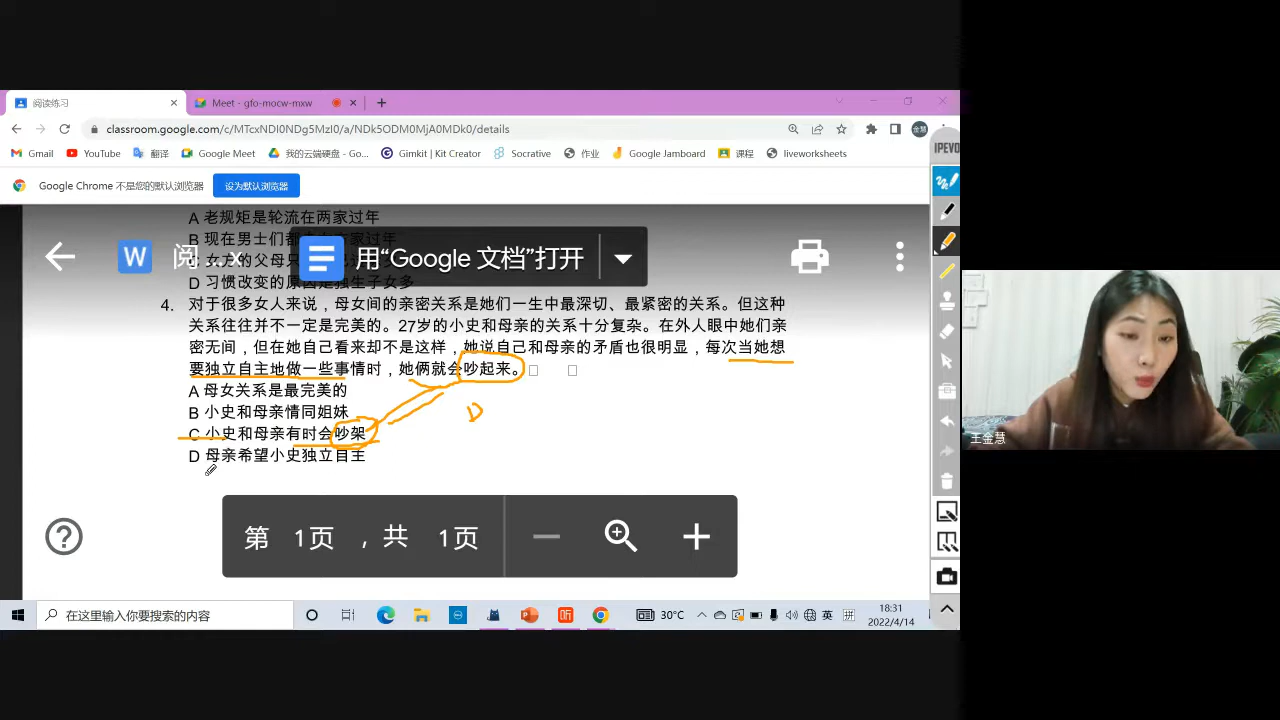 阅读练习
Meet - gfo-mocw-mxw
classroom.google.com/c/MTcxNDI0NDg5MzI0/a/NDk5ODM0MjA0MDk0/details
Gmail YouTube 翻译 Google Meet 我的云端硬盘 - Go... Gimkit | Kit Creator Socrative 作业 Google Jamboard 课程 liveworksheets
IPEVO
Google Chrome 不是您的默认浏览器 设为默认浏览器
A 老规矩是轮流在两家过年
W 阅
用“Google 文档”打开
D 习惯改变的原因是独生子女多
4. 对于很多女人来说，母女间的亲密关系是她们一生中最深切、最紧密的关系。但这种
关系往往并不一定是完美的。27岁的小史和母亲的关系十分复杂。在外人眼中她们亲
密无间，但在她自己看来却不是这样，她说自己和母亲的矛盾也很明显，每次当她想
要独立自主地做一些事情时，她俩就会吵起来。
A 母女关系是最完美的
B 小史和母亲情同姐妹
D
C 小史和母亲有时会吵架
D 母亲希望小史独立自主
王金慧
第 1页 ，共 1页
在这里输入你要搜索的内容
30°C
英
拼
18:31
2022/4/14